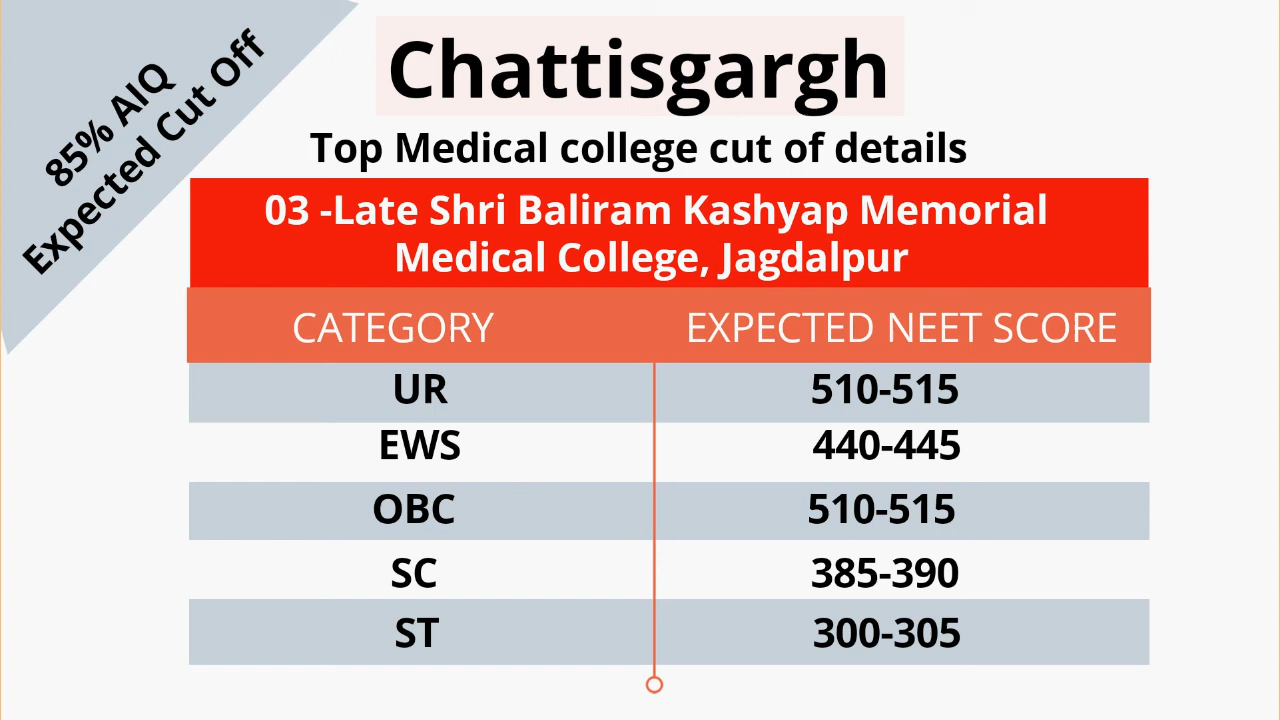 85% AIQ
Expected Cut Off
Chattisgargh
Top Medical college cut of details
03 -Late Shri Baliram Kashyap Memorial
Medical College, Jagdalpur
CATEGORY EXPECTED NEET SCORE
UR 510-515
EWS 440-445
OBC 510-515
SC 385-390
ST 300-305